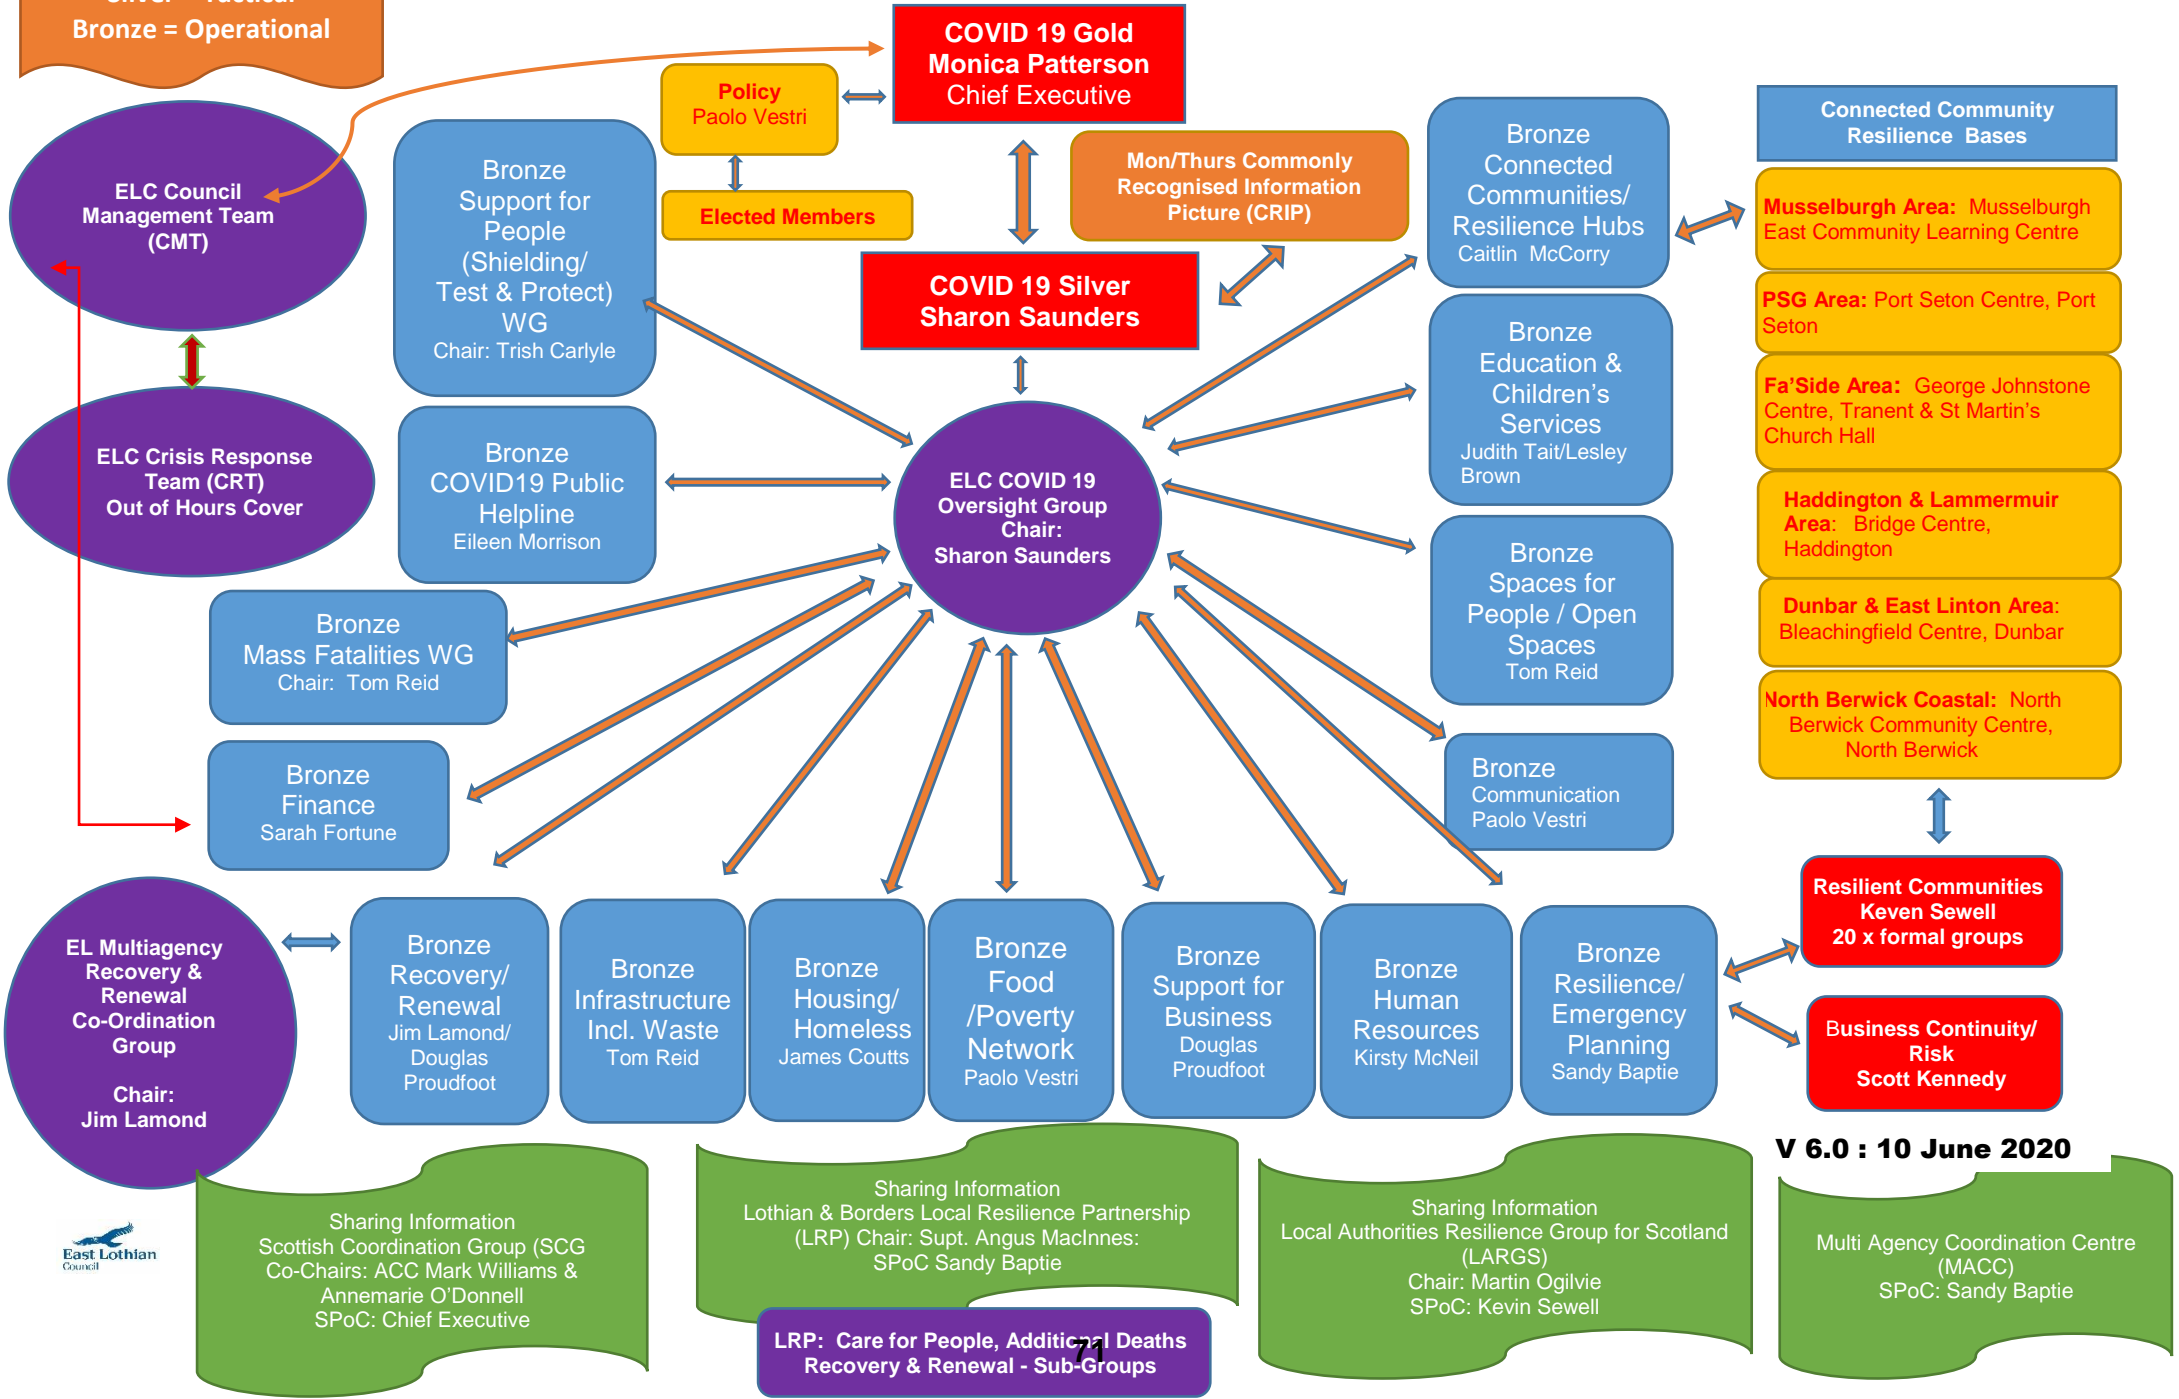 Bronze = Operational
COVID 19 Gold
Monica Patterson
Chief Executive
Policy
Paolo Vestri
Elected Members
Mon/Thurs Commonly
Recognised Information
Picture (CRIP)
COVID 19 Silver
Sharon Saunders
ELC Council
Management Team
(CMT)
ELC Crisis Response
Team (CRT)
Out of Hours Cover
Bronze
Support for
People
(Shielding/
Test & Protect)
WG
Chair: Trish Carlyle
Bronze
COVID19 Public
Helpline
Eileen Morrison
Bronze
Mass Fatalities WG
Chair: Tom Reid
Bronze
Finance
Sarah Fortune
ELC COVID 19
Oversight Group
Chair:
Sharon Saunders
Bronze
Connected
Communities/
Resilience Hubs
Caitlin McCorry
Bronze
Education &
Children's
Services
Judith Tait/Lesley
Brown
Bronze
Spaces for
People / Open
Spaces
Tom Reid
Bronze
Communication
Paolo Vestri
Connected Community
Resilience Bases
Musselburgh Area: Musselburgh
East Community Learning Centre
PSG Area: Port Seton Centre, Port
Seton
Fa'Side Area: George Johnstone
Centre, Tranent & St Martin's
Church Hall
Haddington & Lammermuir
Area: Bridge Centre,
Haddington
Dunbar & East Linton Area:
Bleachingfield Centre, Dunbar
North Berwick Coastal: North
Berwick Community Centre,
North Berwick
Resilient Communities
Keven Sewell
20 x formal groups
Business Continuity/
Risk
Scott Kennedy
EL Multiagency
Recovery &
Renewal
Co-Ordination
Group
Chair:
Jim Lamond
Bronze
Recovery/
Renewal
Jim Lamond/
Douglas
Proudfoot
Bronze
Infrastructure
Incl. Waste
Tom Reid
Bronze
Housing/
Homeless
James Coutts
Bronze
Food
/Poverty
Network
Paolo Vestri
Bronze
Support for
Business
Douglas
Proudfoot
Bronze
Human
Resources
Kirsty McNeil
Bronze
Resilience/
Emergency
Planning
Sandy Baptie
V 6.0 : 10 June 2020
East Lothian
Council
Sharing Information
Scottish Coordination Group (SCG
Co-Chairs: ACC Mark Williams &
Annemarie O'Donnell
SPoC: Chief Executive
Sharing Information
Lothian & Borders Local Resilience Partnership
(LRP) Chair: Supt. Angus MacInnes:
SPoC Sandy Baptie
LRP: Care for People, Additional Deaths
Recovery & Renewal - Sub-Groups
71
Sharing Information
Local Authorities Resilience Group for Scotland
(LARGS)
Chair: Martin Ogilvie
SPoC: Kevin Sewell
Multi Agency Coordination Centre
(MACC)
SPoC: Sandy Baptie